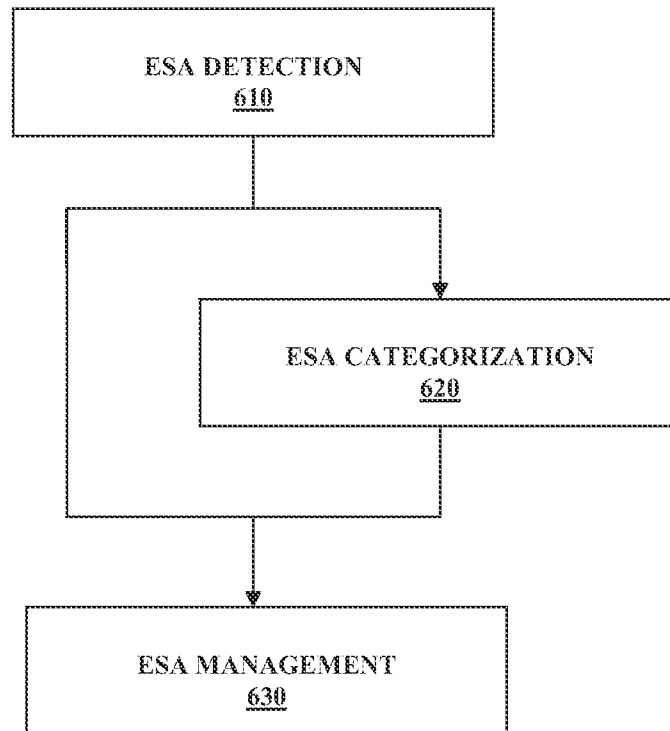 ESA DETECTION
610
ESA CATEGORIZATION
620
ESA MANAGEMENT
630